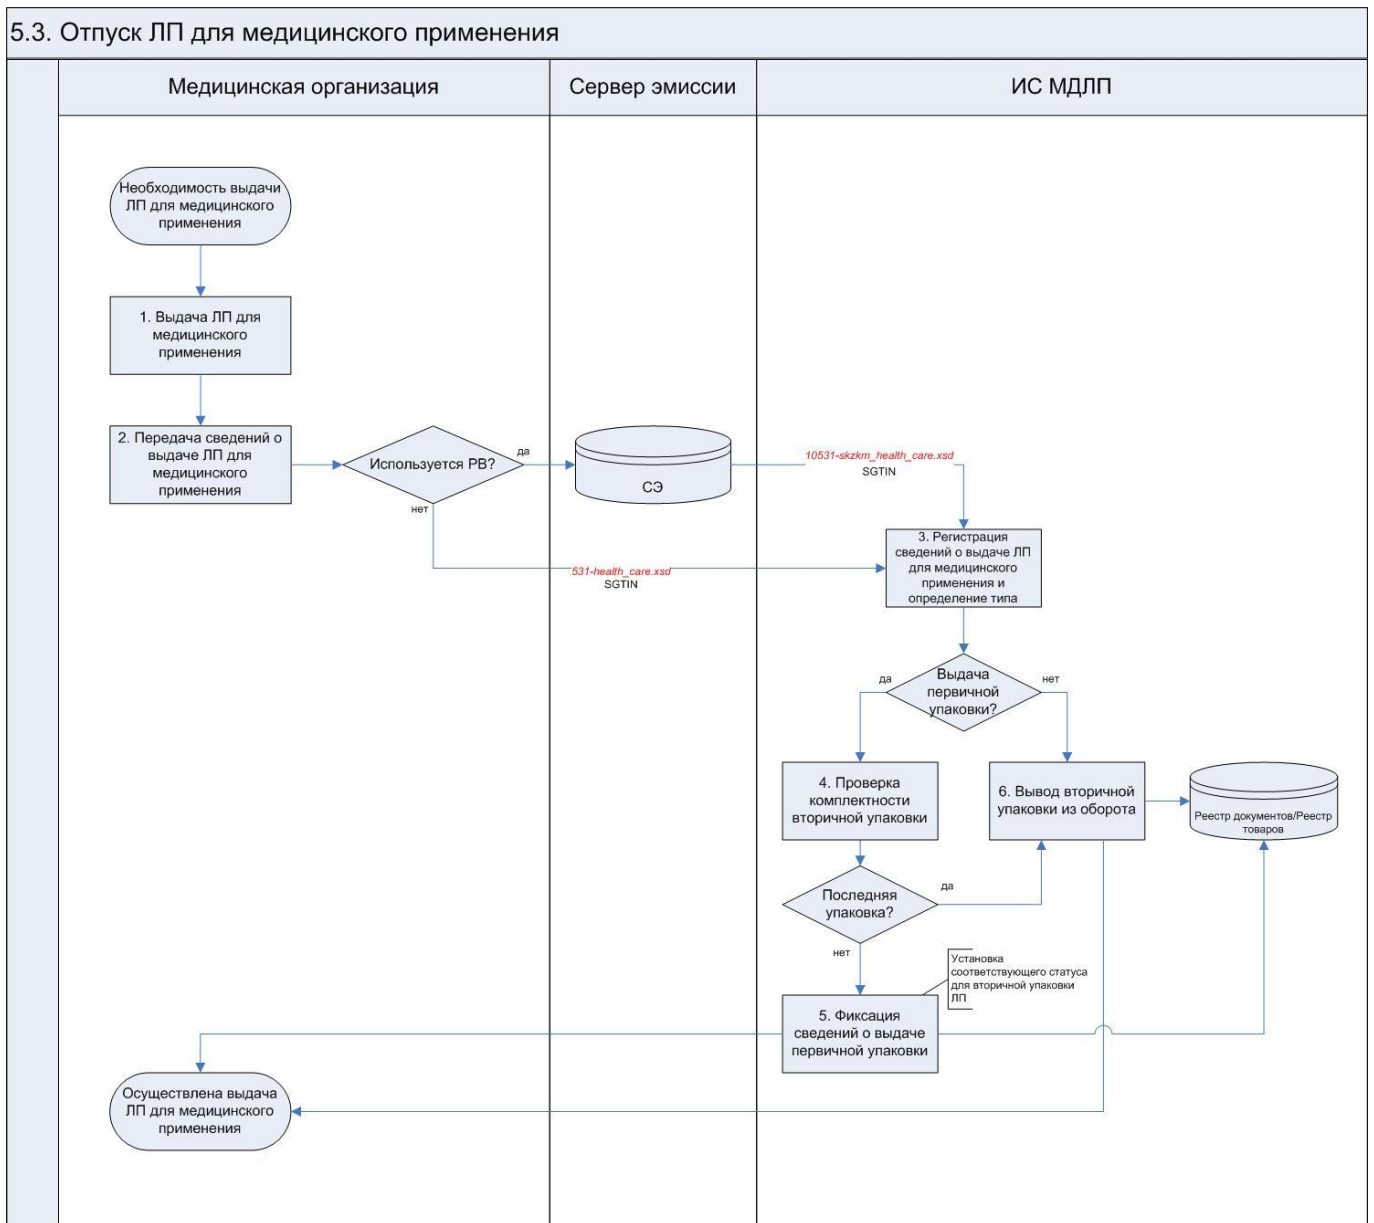 5.3. Отпуск ЛП для медицинского применения
Медицинская организация
Сервер эмиссии
ИС МДЛП
Необходимость выдачи
ЛП для медицинского
применения
1. Выдача ЛП для
медицинского
применения
2. Передача сведений о
выдаче ЛП для
медицинского
применения
Используется РВ?
да
нет
СЭ
10531-skzkm_health_care.xsd
SGTIN
531-health_care.xsd
SGTIN
3. Регистрация
сведений о выдаче ЛП
для медицинского
применения и
определение типа
Выдача
первичной
упаковки?
да
нет
4. Проверка
комплектности
вторичной упаковки
6. Вывод вторичной
упаковки из оборота
Реестр документов/Реестр
товаров
Последняя
упаковка?
да
нет
Установка
соответствующего статуса
для вторичной упаковки
ЛП
5. Фиксация
сведений о выдаче
первичной упаковки
Осуществлена выдача
ЛП для медицинского
применения